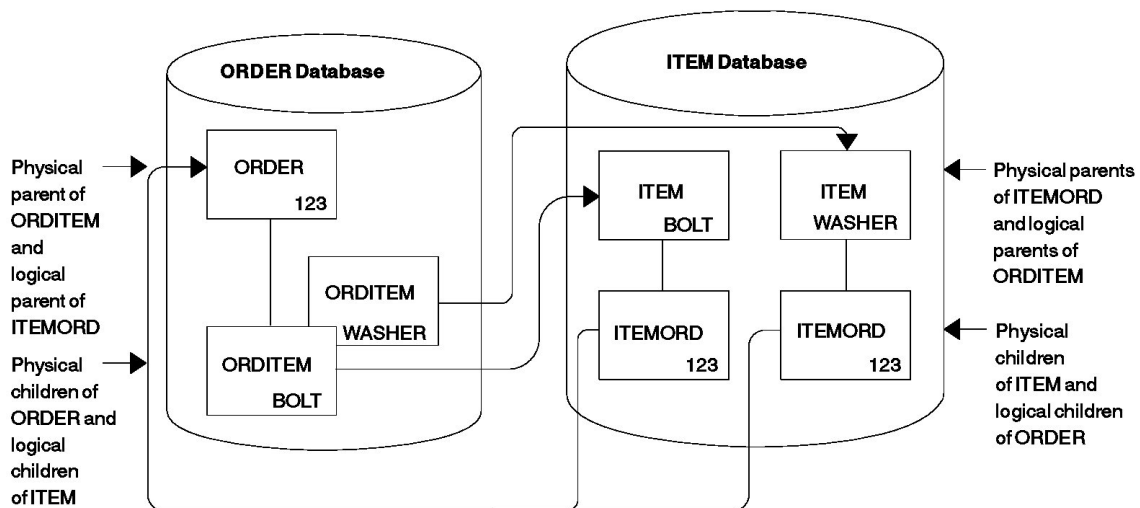 ORDER Database
ITEM Database
Physical
parent of
ORDITEM
and
logical
parent of
ITEMORD
ORDER
123
ITEM
BOLT
ITEM
WASHER
Physical parents
of ITEMORD
and logical
parents of
ORDITEM
ORDITEM
WASHER
ORDITEM
BOLT
ITEMORD
123
ITEMORD
123
Physical
children of
ORDER and
logical
children
of ITEM
Physical
children
of ITEM and
logical children
of ORDER